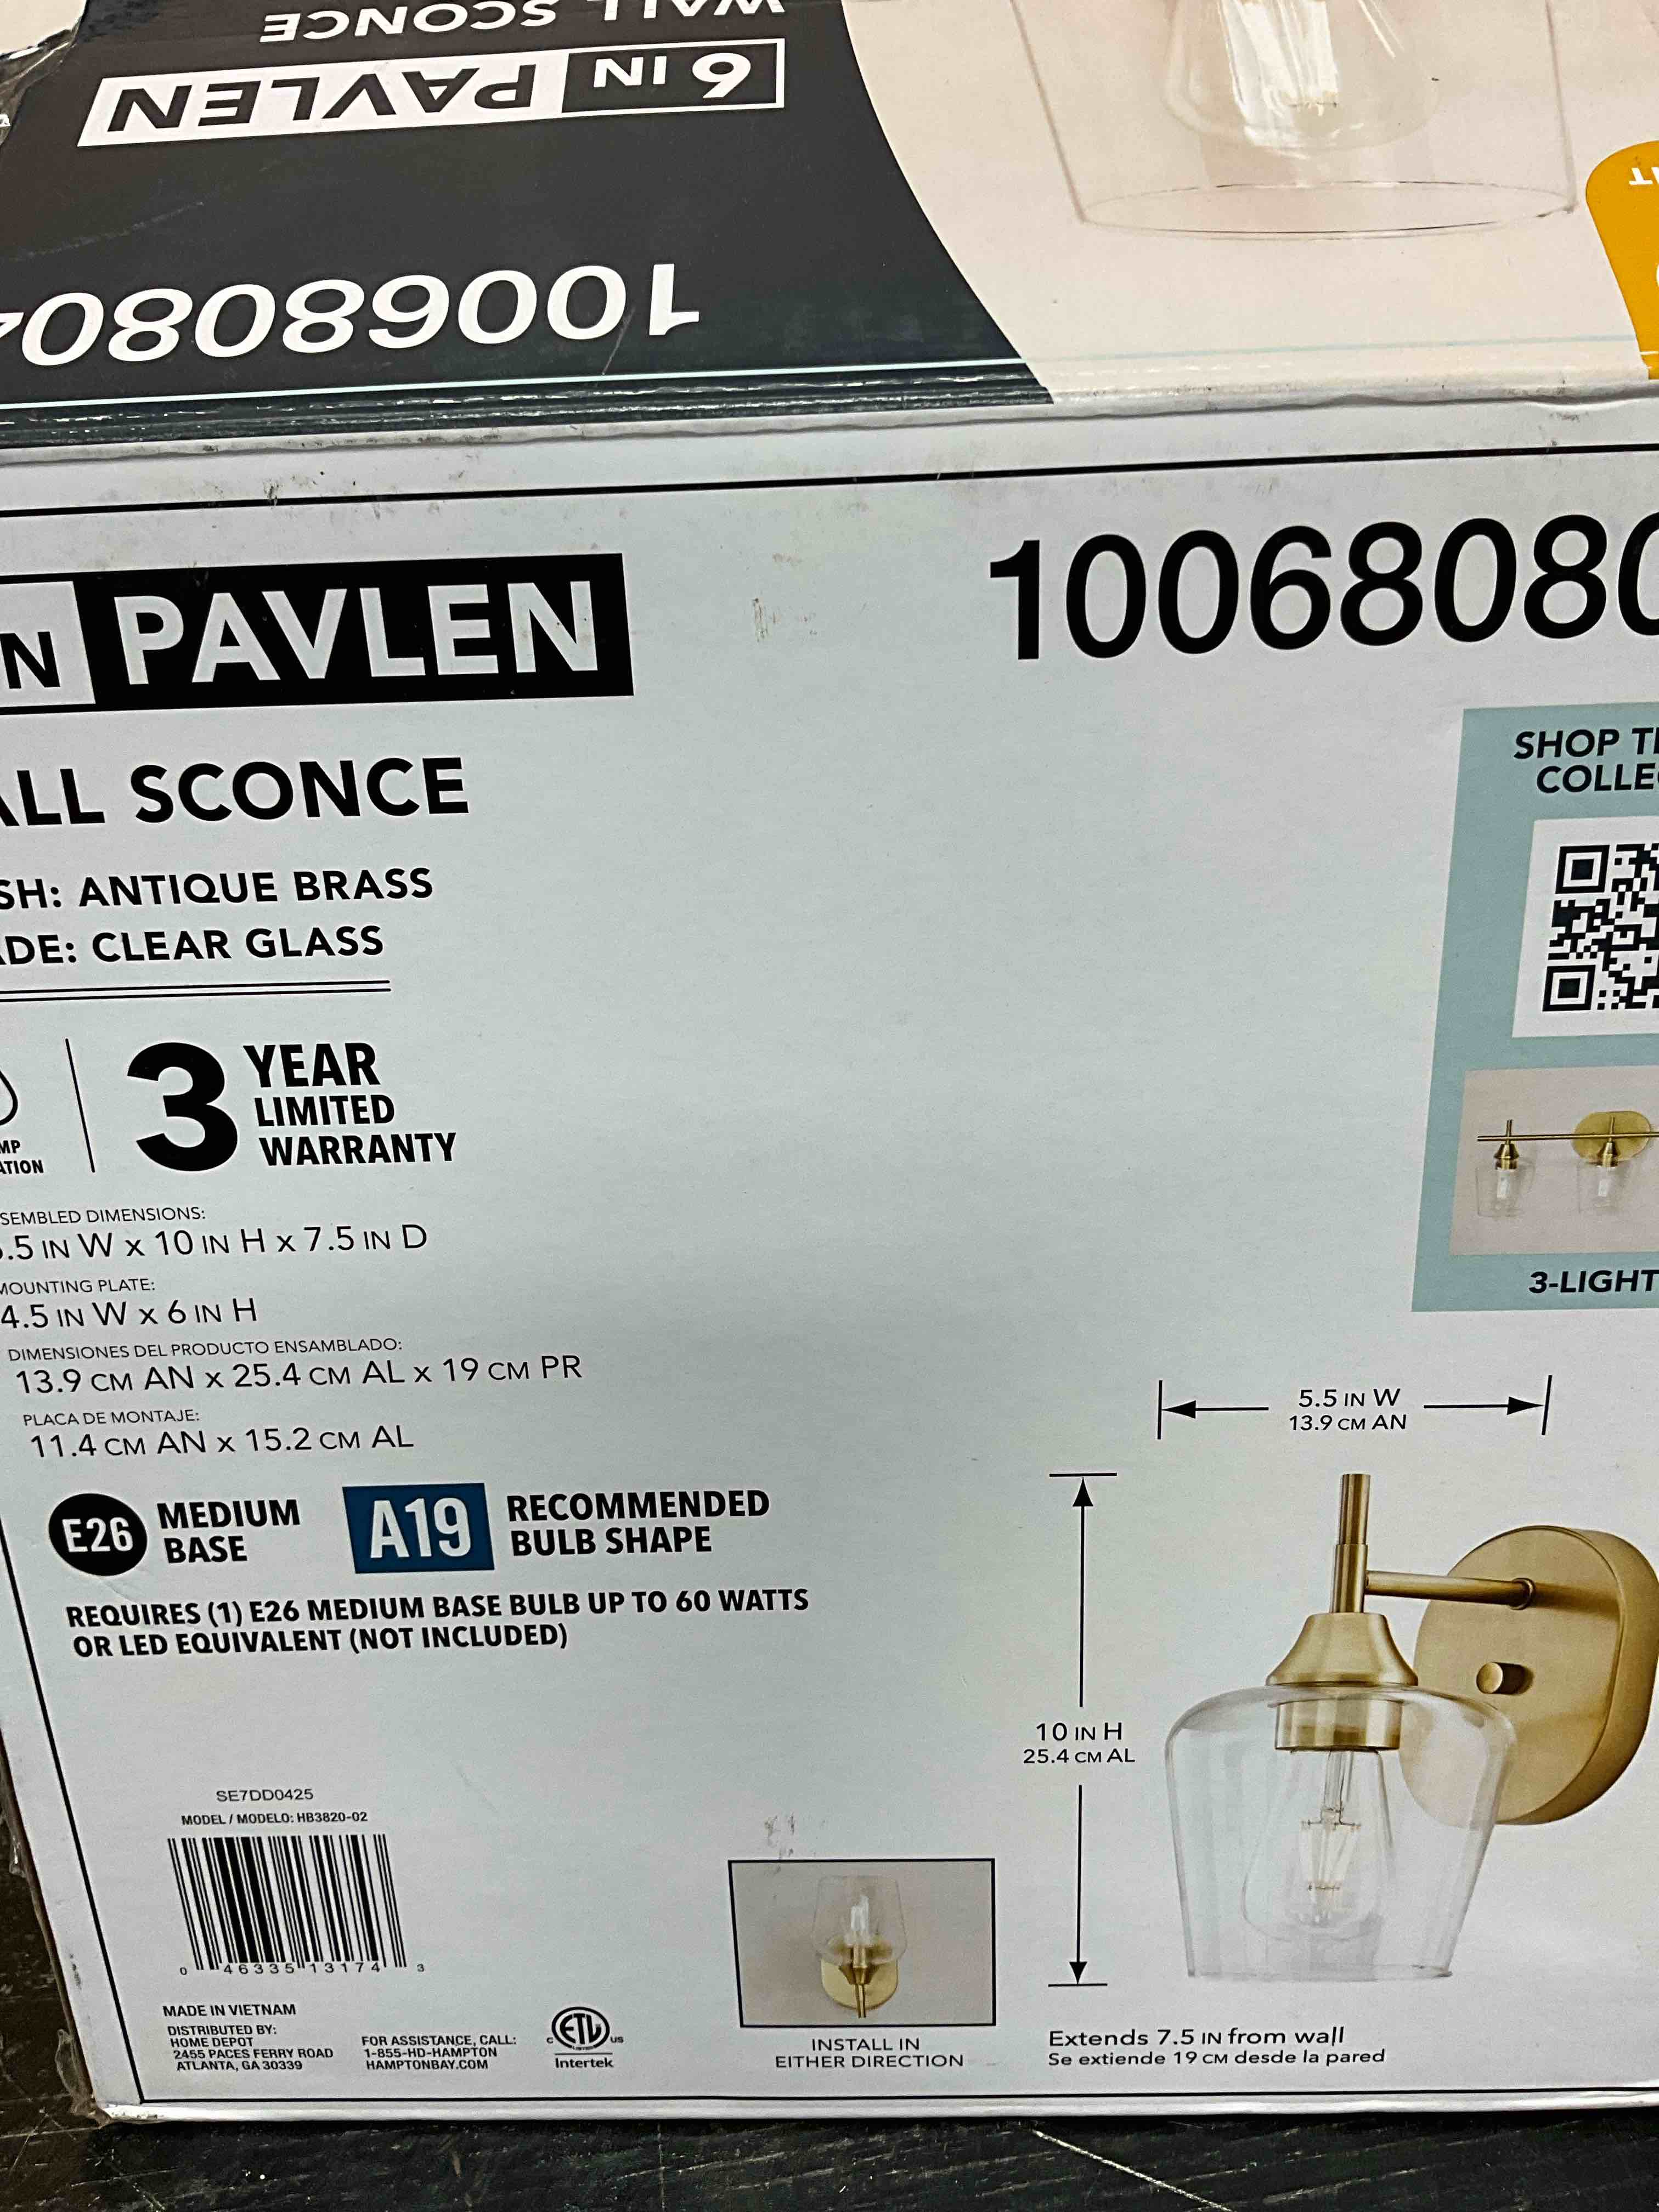 WALL SCONCE
6 IN PAVLEN
10068080
IN PAVLEN
10068080
ALL SCONCE
SH: ANTIQUE BRASS
ADE: CLEAR GLASS
3 YEAR
LIMITED
WARRANTY
MP
ATION
SEMBLED DIMENSIONS:
.5 IN W x 10 IN H x 7.5 IN D
MOUNTING PLATE:
4.5 IN W x 6 IN H
DIMENSIONES DEL PRODUCTO ENSAMBLADO:
13.9 CM AN x 25.4 CM AL x 19 CM PR
PLACA DE MONTAJE:
11.4 CM AN x 15.2 CM AL
E26 MEDIUM
BASE
A19 RECOMMENDED
BULB SHAPE
REQUIRES (1) E26 MEDIUM BASE BULB UP TO 60 WATTS
OR LED EQUIVALENT (NOT INCLUDED)
SE7DD0425
MODEL / MODELO: HB3820-02
0 46335 13174 3
MADE IN VIETNAM
DISTRIBUTED BY:
HOME DEPOT
2455 PACES FERRY ROAD
ATLANTA, GA 30339
FOR ASSISTANCE, CALL:
1-855-HD-HAMPTON
HAMPTONBAY.COM
C ETL US
Intertek
INSTALL IN
EITHER DIRECTION
SHOP
COLLE
3-LIGHT
5.5 IN W
13.9 CM AN
10 IN H
25.4 CM AL
Extends 7.5 IN from wall
Se extiende 19 CM desde la pared